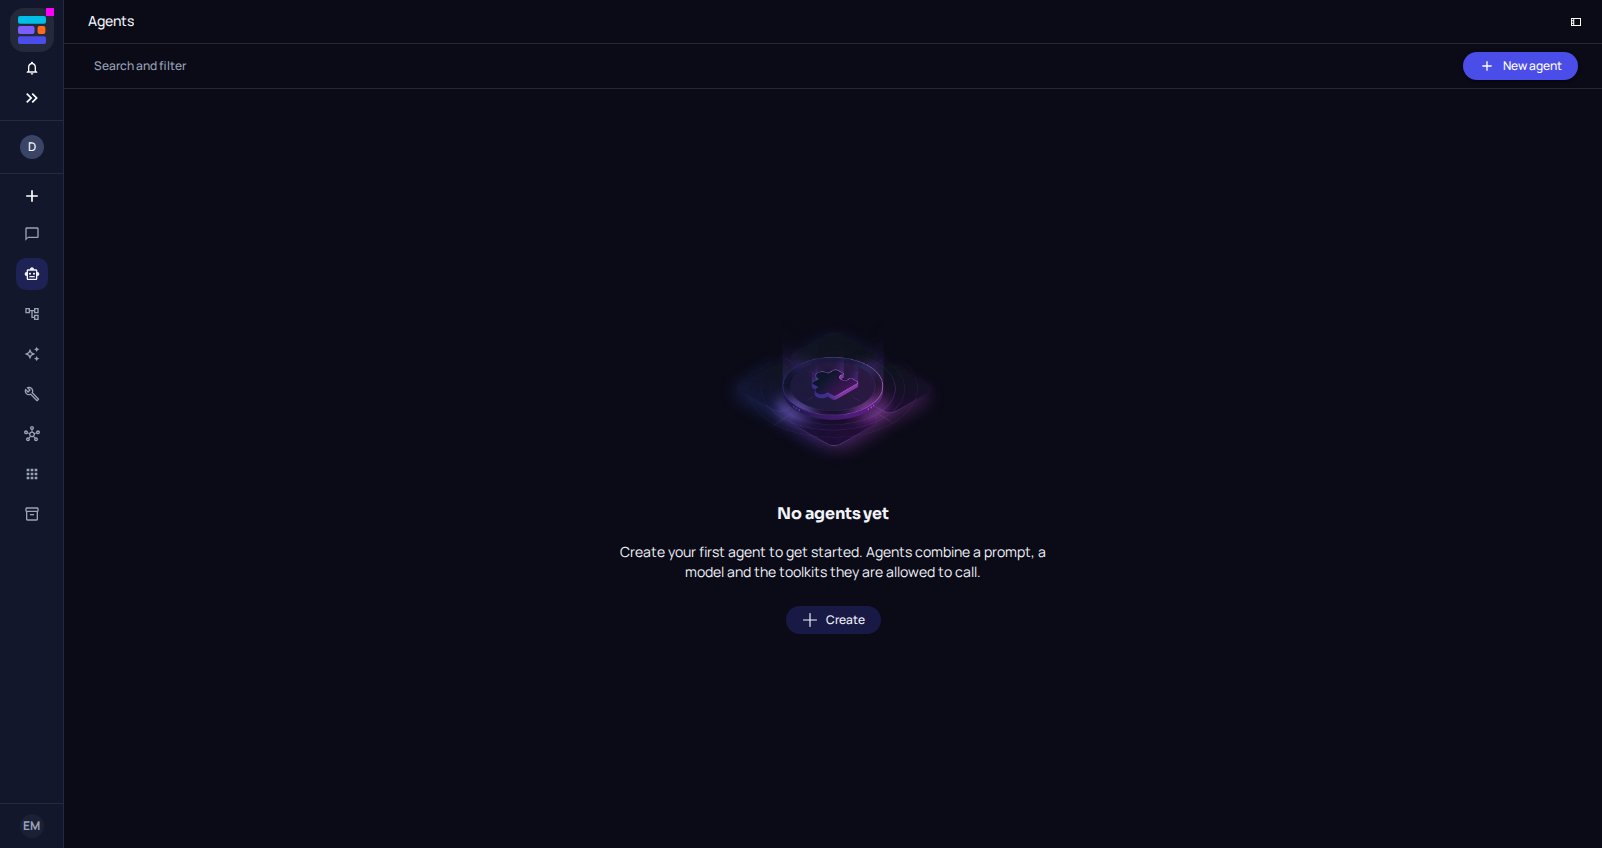 Agents
Search and filter
New agent
D
No agents yet
Create your first agent to get started. Agents combine a prompt, a
model and the toolkits they are allowed to call.
Create
EM